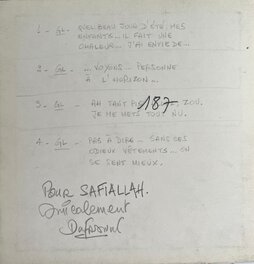 1 - GL - QUEL BEAU JOUR D'ÉTÉ MES
ENFANTS... IL FAIT UNE
CHALEUR... J'AI ENVIE DE...
2 - GL - ... VOYONS... PERSONNE
À L'HORIZON...
3 - GL - AH TANT PIS ZOU.
187
JE ME METS TOUT NU.
4 - GL - PAS À DIRE... SANS CES
ODIEUX VÊTEMENTS... ON
SE SENT MIEUX.
POUR SAFIALLAH.
Amicalement